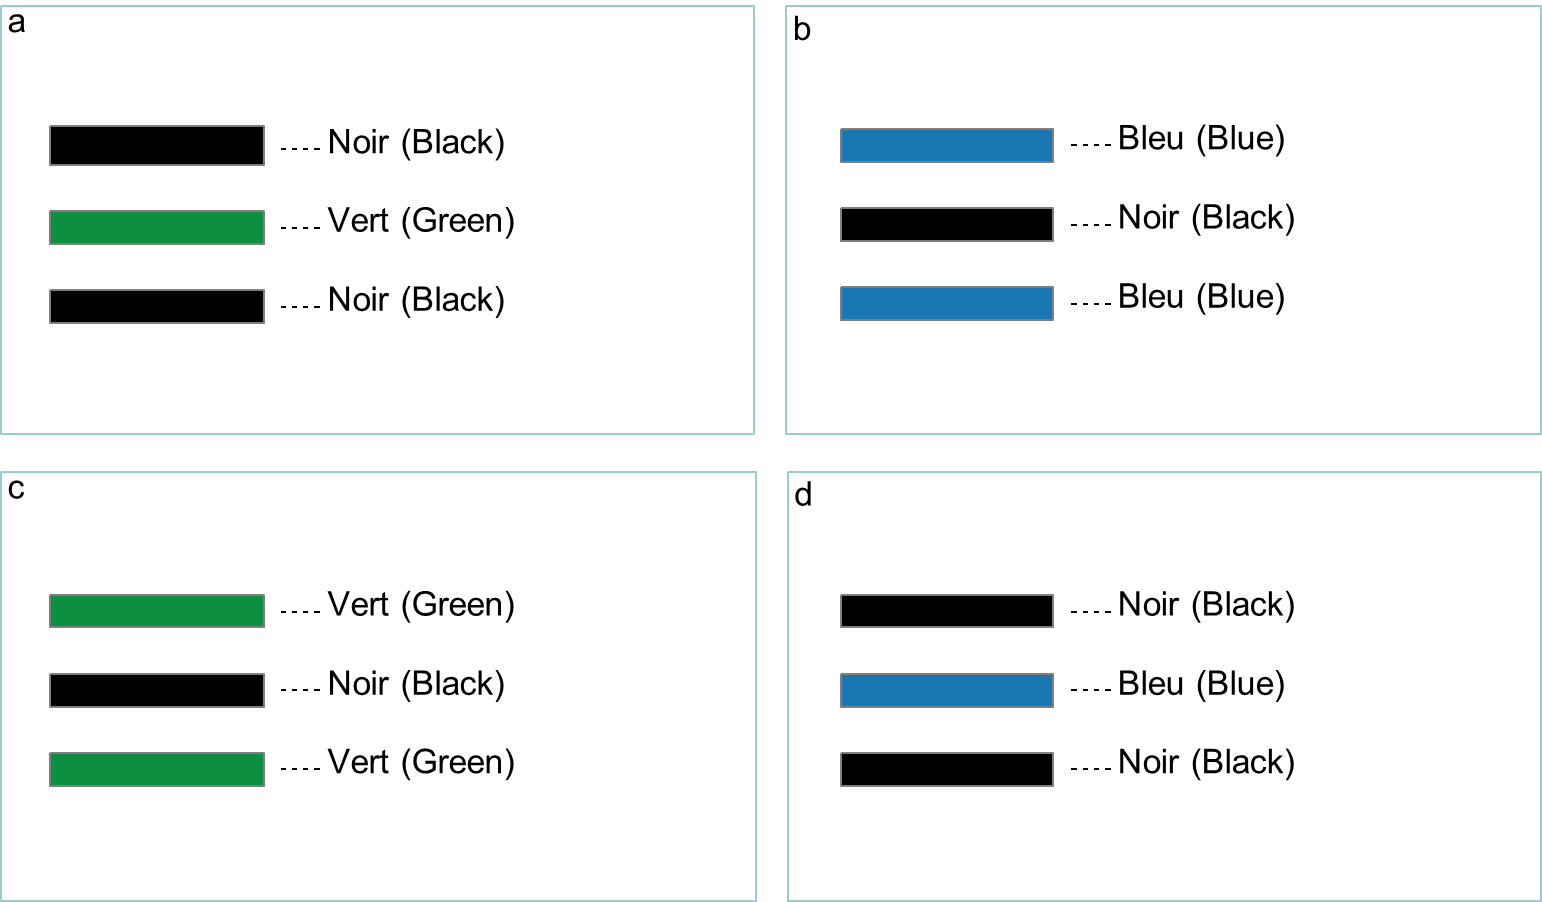 a
Noir (Black)
Vert (Green)
Noir (Black)
b
Bleu (Blue)
Noir (Black)
Bleu (Blue)
c
Vert (Green)
Noir (Black)
Vert (Green)
d
Noir (Black)
Bleu (Blue)
Noir (Black)